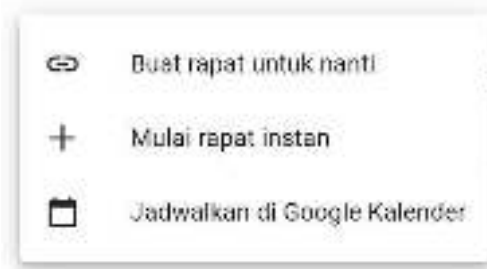 Buat rapat untuk nanti
Mulai rapat instan
Jadwalkan di Google Kalender